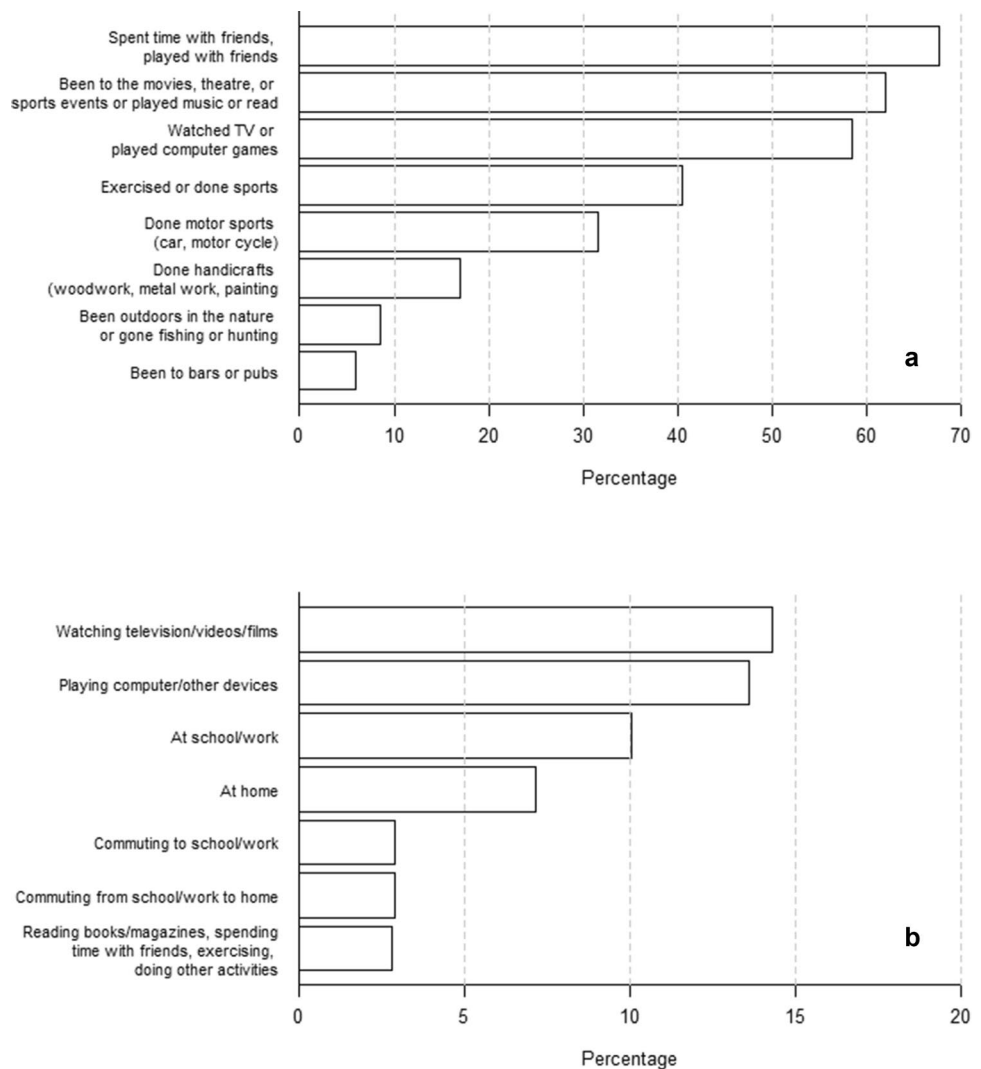 Spent time with friends,
played with friends
Been to the movies, theatre, or
sports events or played music or read
Watched TV or
played computer games
Exercised or done sports
Done motor sports
(car, motor cycle)
Done handicrafts
(woodwork, metal work, painting
Been outdoors in the nature
or gone fishing or hunting
Been to bars or pubs
a
0 10 20 30 40 50 60 70
Percentage
Watching television/videos/films
Playing computer/other devices
At school/work
At home
Commuting to school/work
Commuting from school/work to home
Reading books/magazines, spending
time with friends, exercising,
doing other activities
b
0 5 10 15 20
Percentage